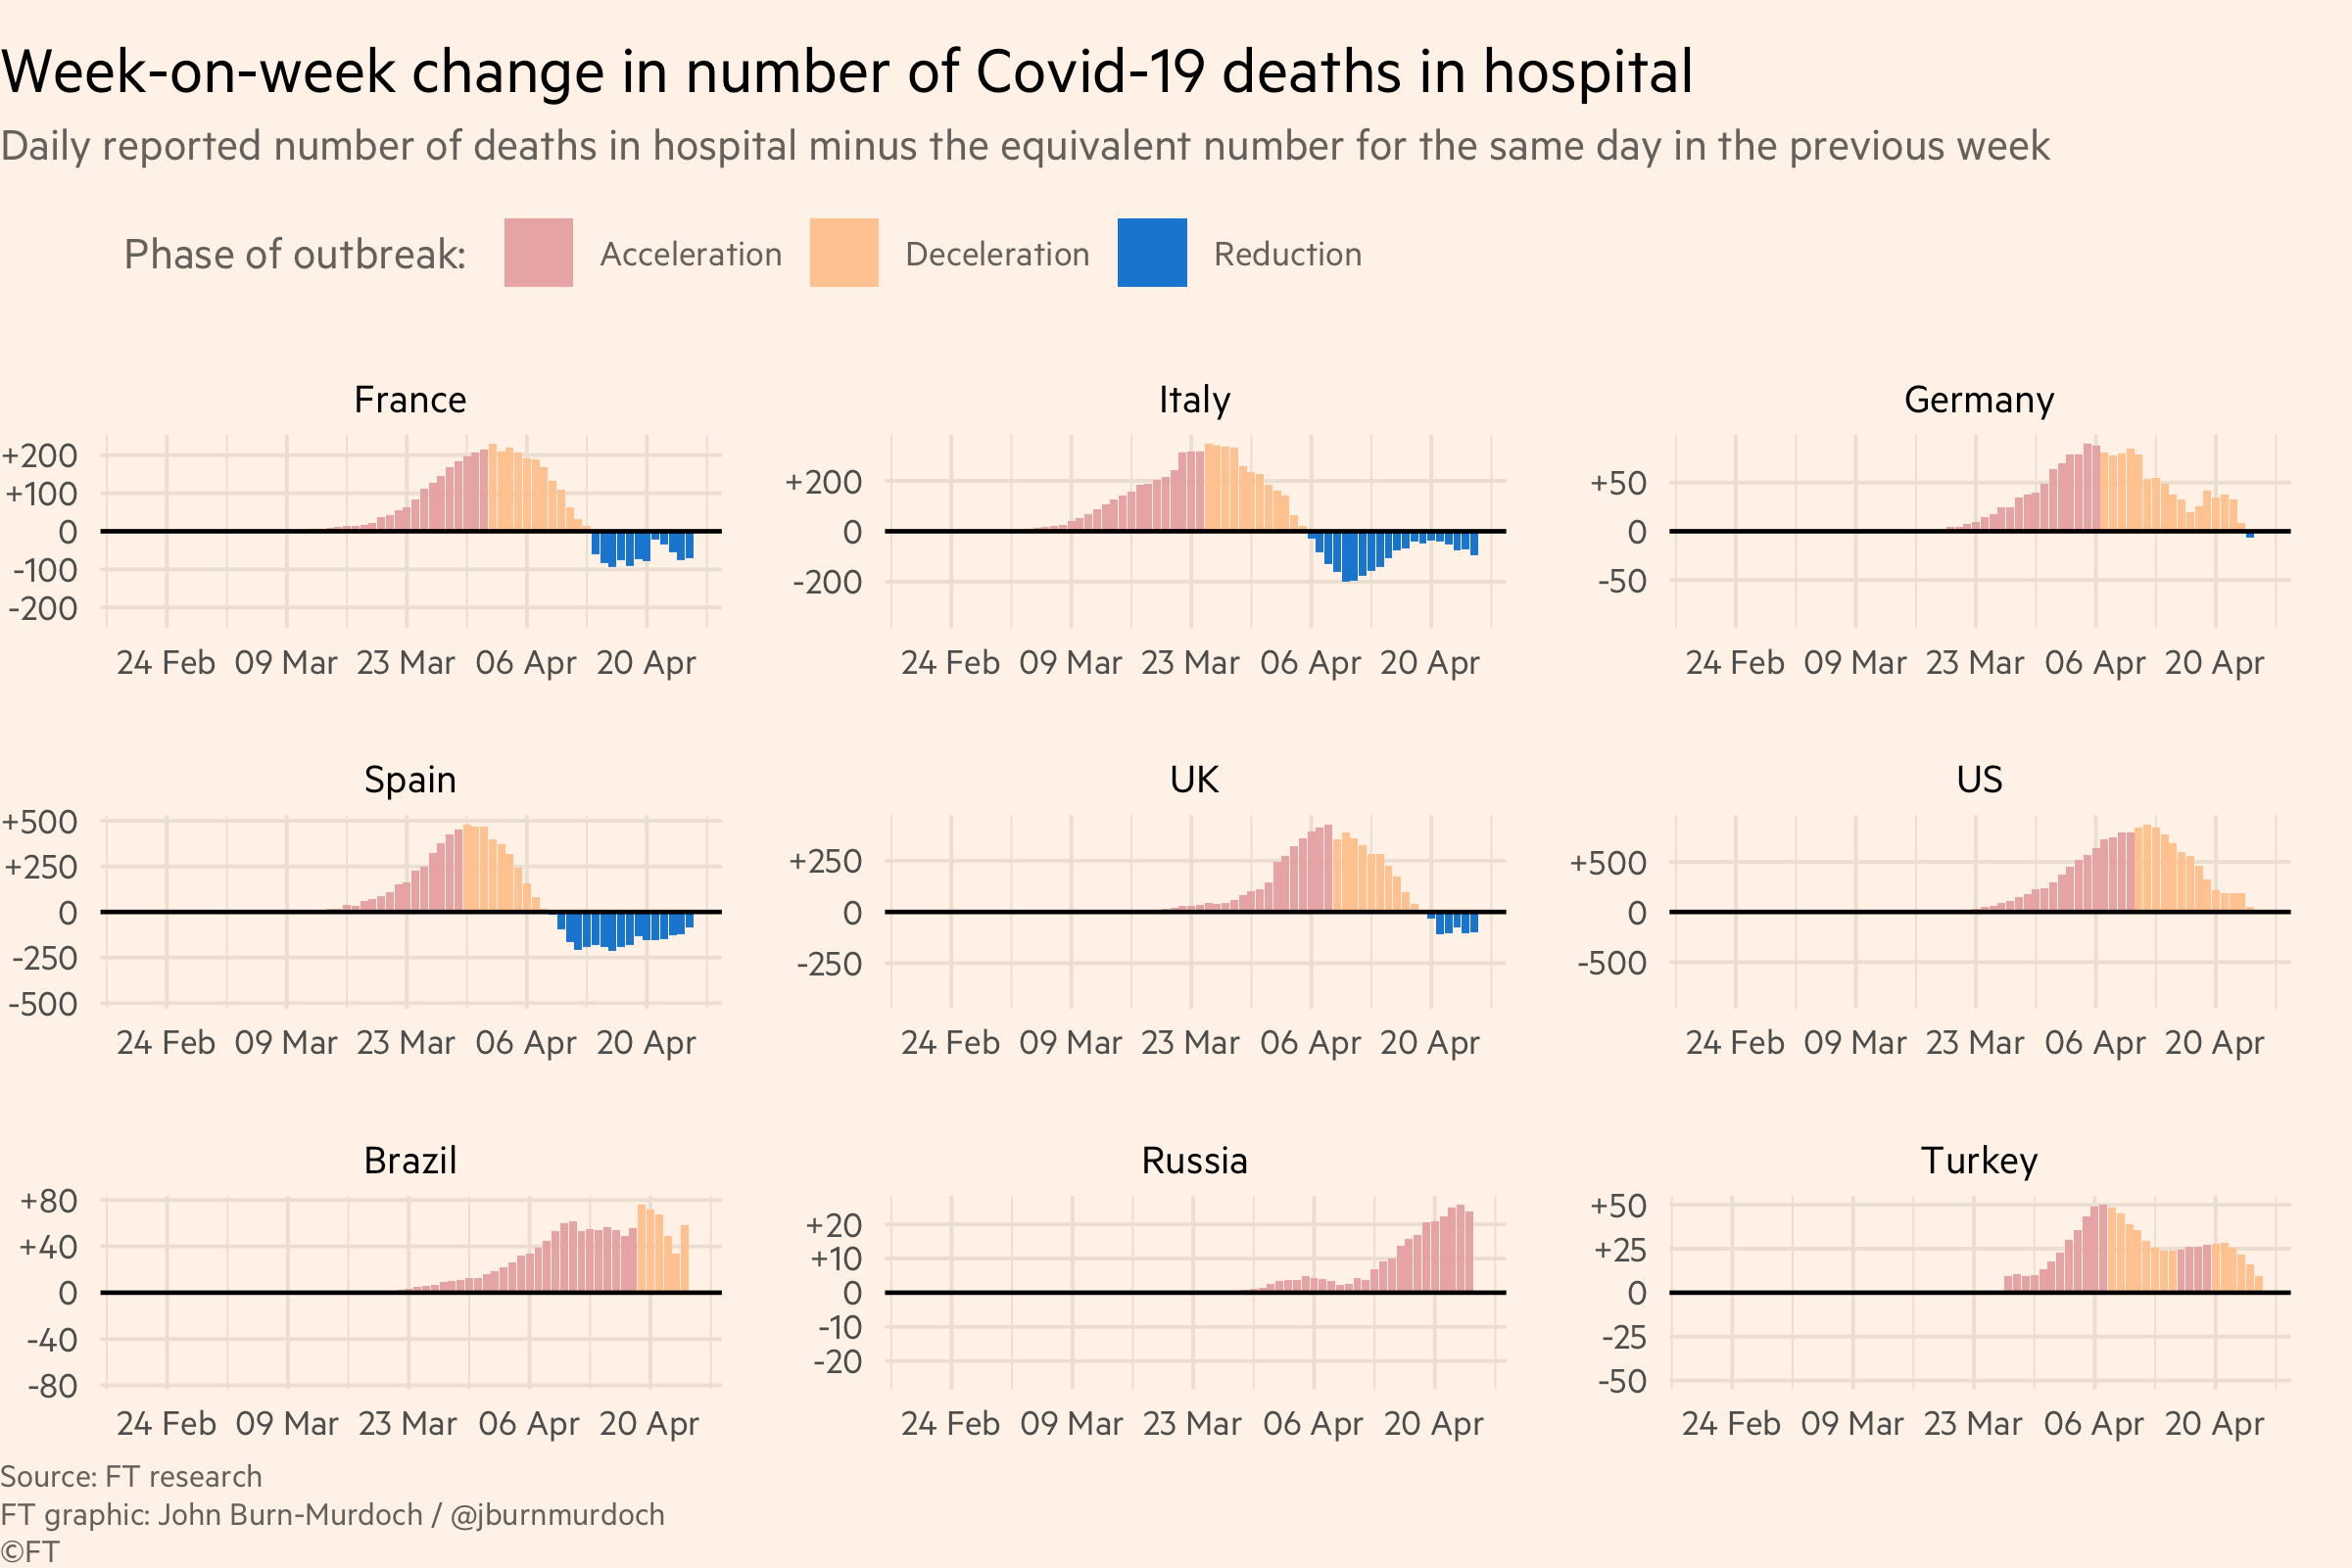 Week-on-week change in number of Covid-19 deaths in hospital
Daily reported number of deaths in hospital minus the equivalent number for the same day in the previous week
Phase of outbreak: Acceleration Deceleration Reduction
France
+200
+100
0
-100
-200
24 Feb 09 Mar 23 Mar 06 Apr 20 Apr
Italy
+200
0
-200
24 Feb 09 Mar 23 Mar 06 Apr 20 Apr
Germany
+50
0
-50
24 Feb 09 Mar 23 Mar 06 Apr 20 Apr
Spain
+500
+250
0
-250
-500
24 Feb 09 Mar 23 Mar 06 Apr 20 Apr
UK
+250
0
-250
24 Feb 09 Mar 23 Mar 06 Apr 20 Apr
US
+500
0
-500
24 Feb 09 Mar 23 Mar 06 Apr 20 Apr
Brazil
+80
+40
0
-40
-80
24 Feb 09 Mar 23 Mar 06 Apr 20 Apr
Russia
+20
+10
0
-10
-20
24 Feb 09 Mar 23 Mar 06 Apr 20 Apr
Turkey
+50
+25
0
-25
-50
24 Feb 09 Mar 23 Mar 06 Apr 20 Apr
Source: FT research
FT graphic: John Burn-Murdoch / @jburnmurdoch
©FT